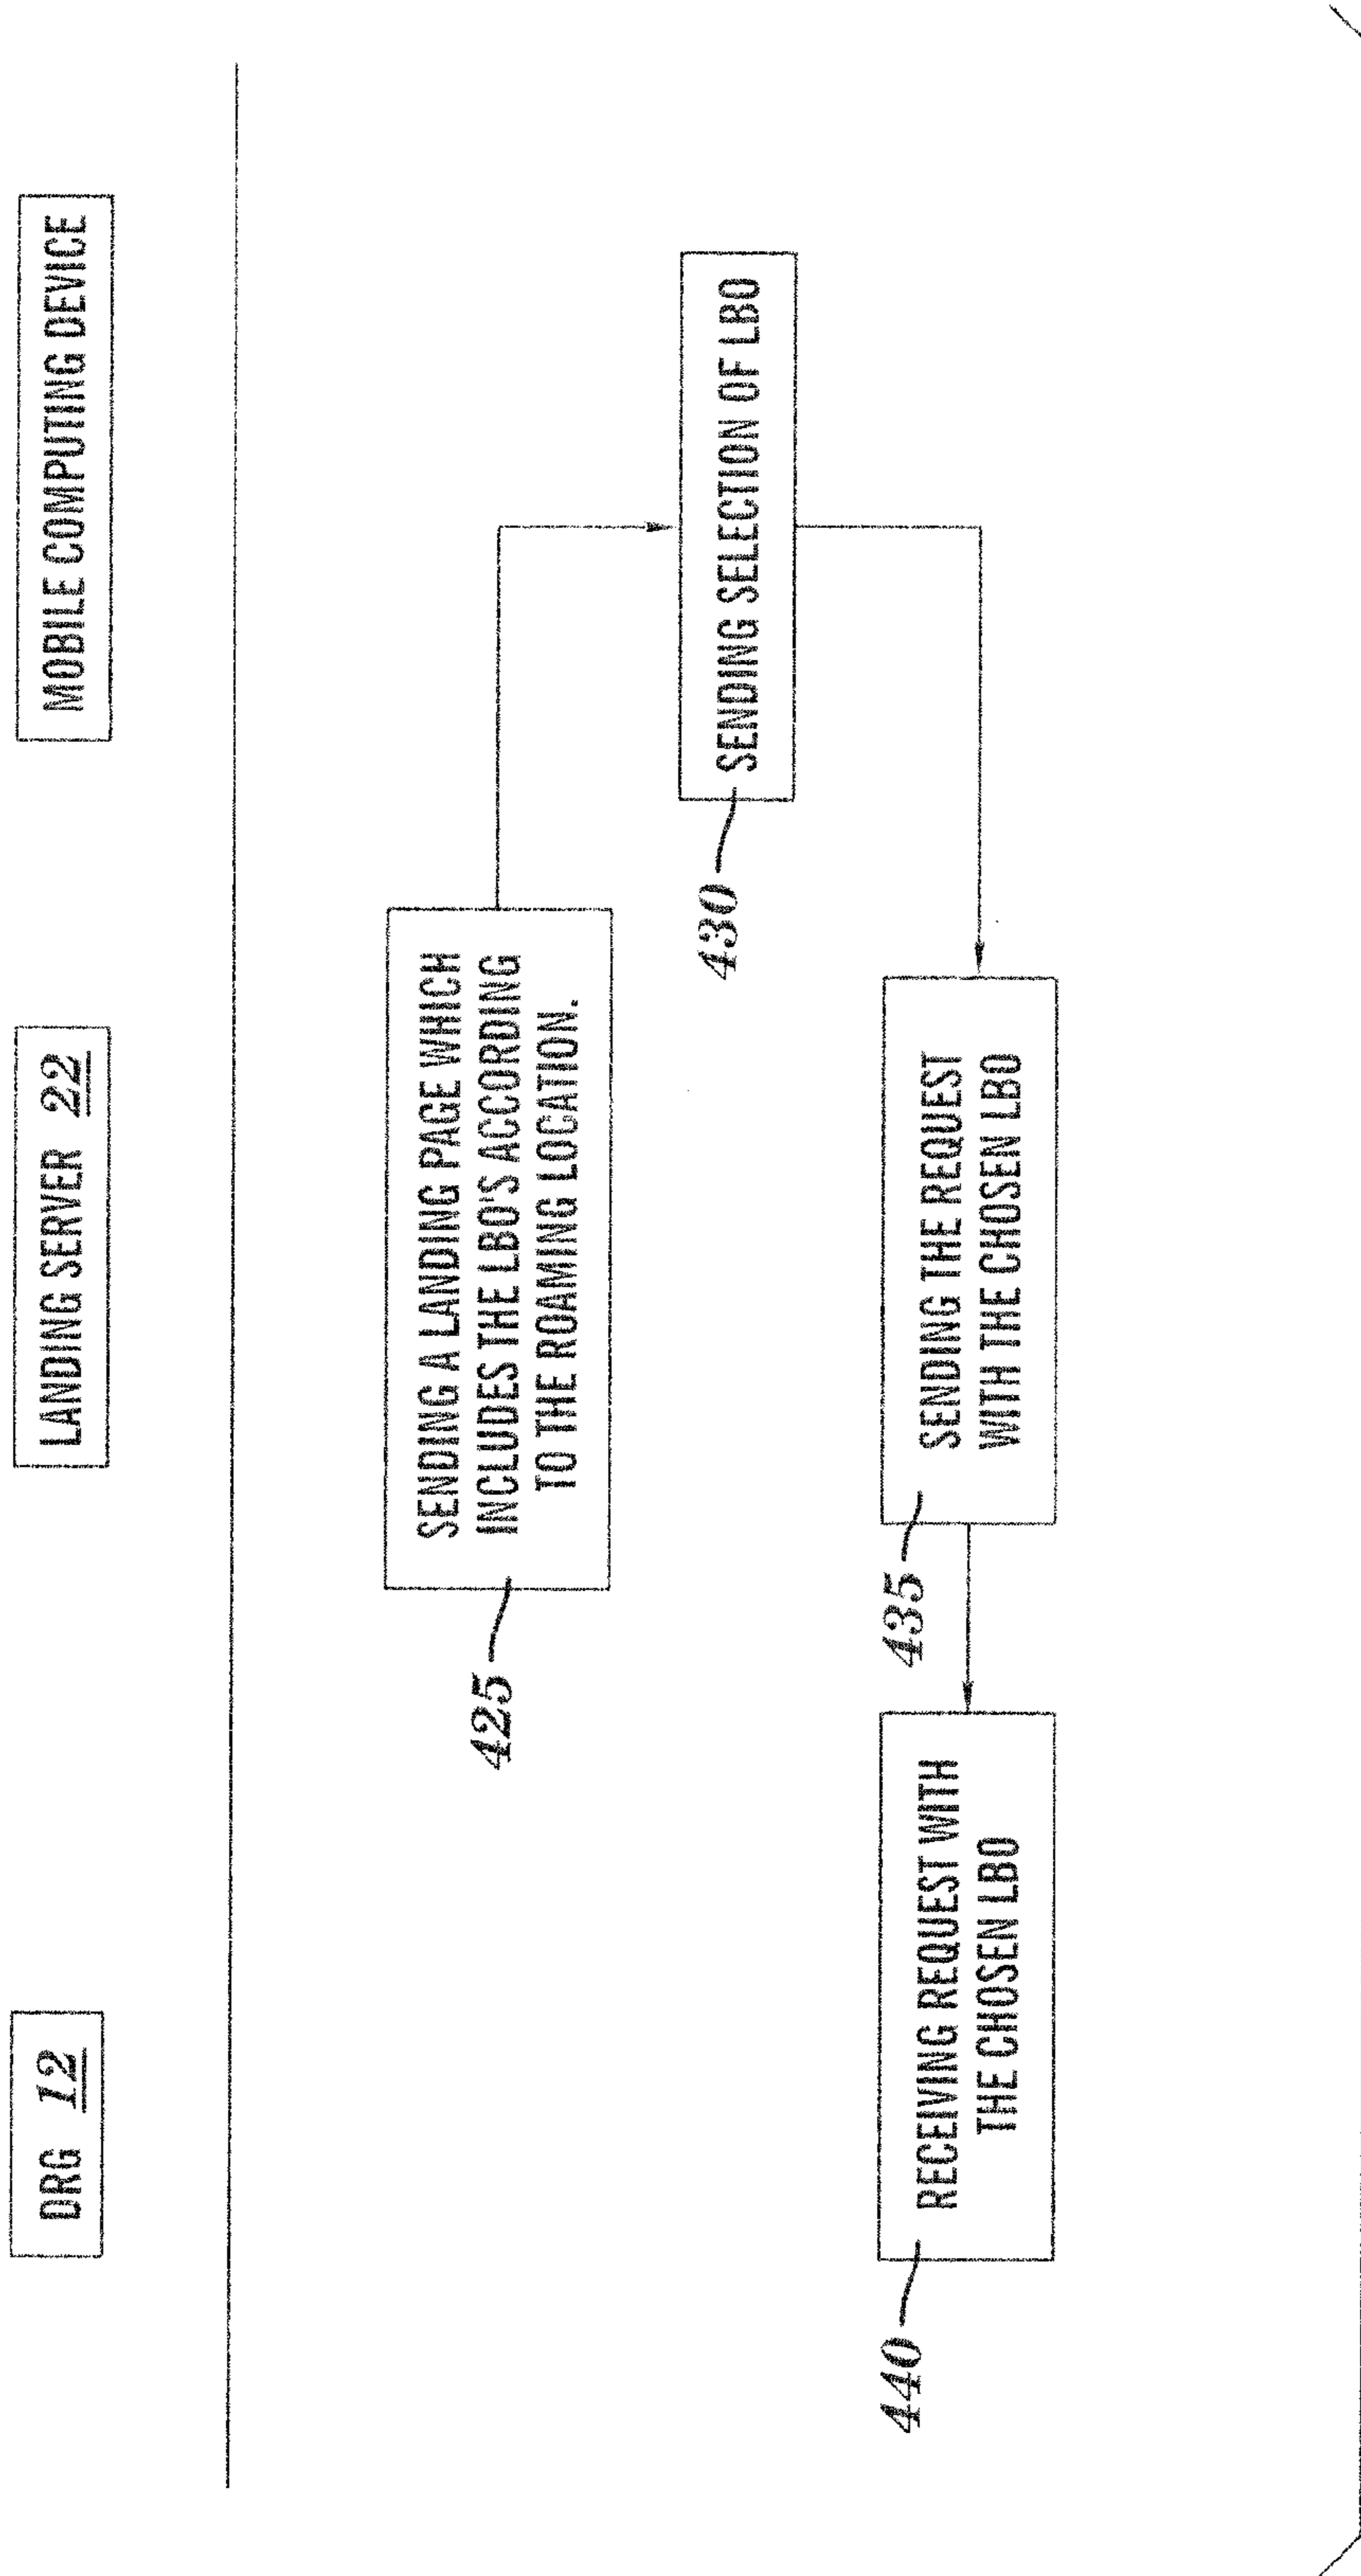 DRG 12
LANDING SERVER 22
MOBILE COMPUTING DEVICE
SENDING A LANDING PAGE WHICH
INCLUDES THE LBO'S ACCORDING
TO THE ROAMING LOCATION.
425
SENDING SELECTION OF LBO
430
SENDING THE REQUEST
WITH THE CHOSEN LBO
435
RECEIVING REQUEST WITH
THE CHOSEN LBO
440